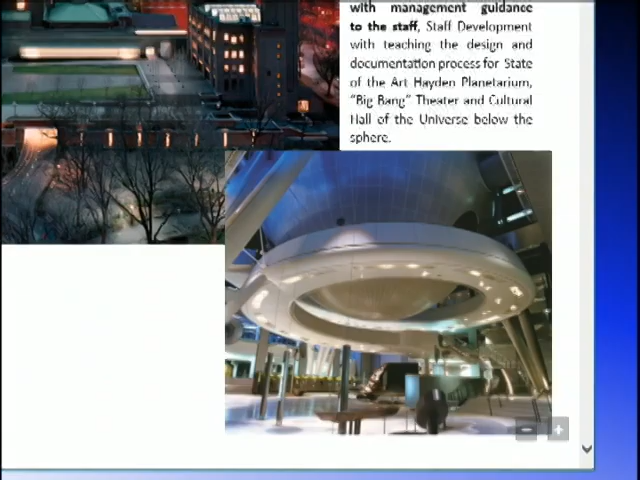 with management guidance
to the staff, Staff Development
with teaching the design and
documentation process for State
of the Art Hayden Planetarium,
"Big Bang" Theater and Cultural
Hall of the Universe below the
sphere.